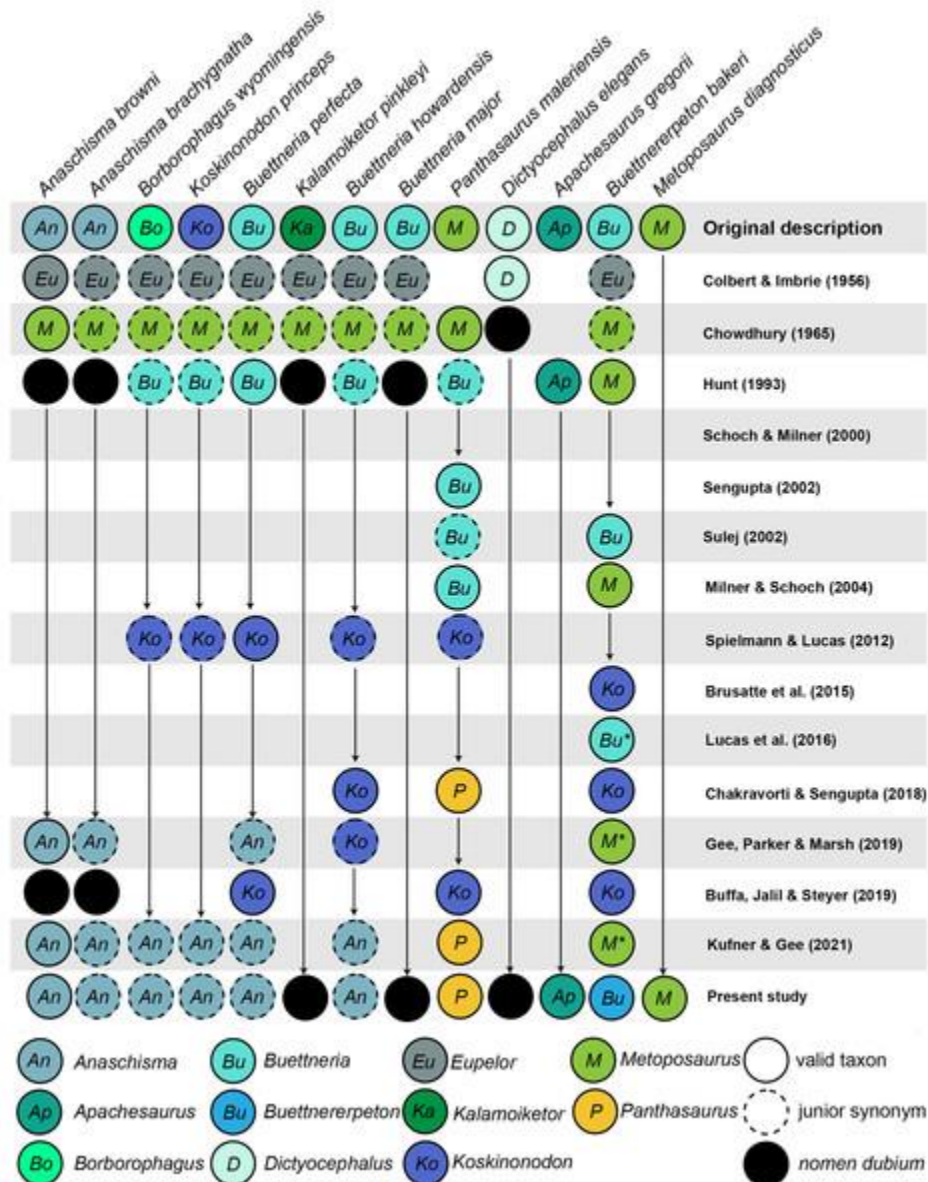 Anaschisma browni
Anaschisma brachygnatha
Borborophagus wyomingensis
Koskinonodon princeps
Buettneria perfecta
Kalamoiketor pinkleyi
Buettneria howardensis
Buettneria major
Panthasaurus maleriensis
Dictyocephalus elegans
Apachesaurus gregorii
Buettnererpeton bakeri
Metoposaurus diagnosticus
An An Bo Ko Bu Ka Bu Bu M D Ap Bu M Original description
Eu Eu Eu Eu Eu Eu Eu Eu D Eu Colbert & Imbrie (1956)
M M M M M M M M M M Chowdhury (1965)
Bu Bu Bu Bu Bu Ap M Hunt (1993)
Schoch & Milner (2000)
Bu Sengupta (2002)
Bu Bu Sulej (2002)
Bu M Milner & Schoch (2004)
Ko Ko Ko Ko Ko Spielmann & Lucas (2012)
Ko Brusatte et al. (2015)
Bu* Lucas et al. (2016)
Ko P Ko Chakravorti & Sengupta (2018)
An An An Ko M* Gee, Parker & Marsh (2019)
Ko Ko Ko Buffa, Jalil & Steyer (2019)
An An An An An An P M* Kufner & Gee (2021)
An An An An An An P Ap Bu M Present study
An Anaschisma Bu Buettneria Eu Eupelor M Metoposaurus valid taxon
Ap Apachesaurus Bu Buettnererpeton Ka Kalamoiketor P Panthasaurus junior synonym
Bo Borborophagus D Dictyocephalus Ko Koskinonodon nomen dubium